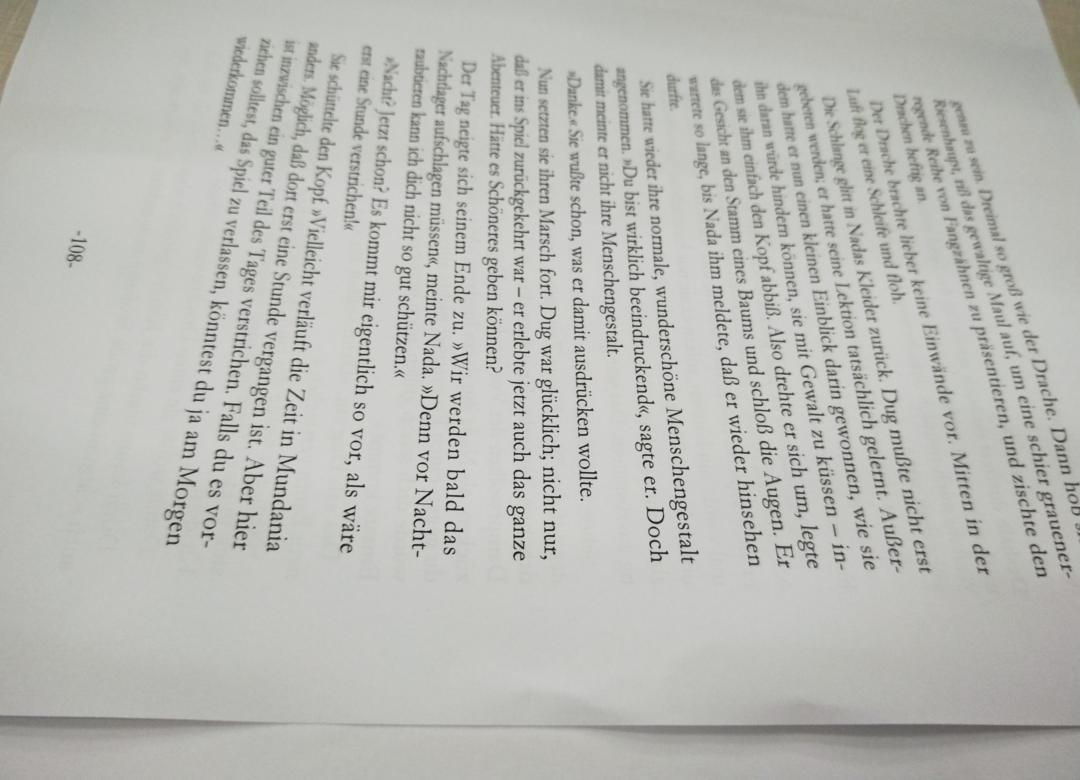 genau zu sein. Dreimal so groß wie der Drache. Dann hob
Riesenhaupt, riß das gewaltige Maul auf, um eine schier grauener-
regende Reihe von Fangzähnen zu präsentieren, und zischte den
Drachen heftig an.
Der Drache brachte lieber keine Einwände vor. Mitten in der
Luft flog er eine Schleife und floh.
Die Schlange glitt in Nadas Kleider zurück. Dug mußte nicht erst
gebeten werden; er hatte seine Lektion tatsächlich gelernt. Außer-
dem hatte er nun einen kleinen Einblick darin gewonnen, wie sie
ihn daran würde hindern können, sie mit Gewalt zu küssen – in-
dem sie ihm einfach den Kopf abbiß. Also drehte er sich um, legte
das Gesicht an den Stamm eines Baums und schloß die Augen. Er
wartete so lange, bis Nada ihm meldete, daß er wieder hinsehen
durfte.
Sie hatte wieder ihre normale, wunderschöne Menschengestalt
angenommen. »Du bist wirklich beeindruckend«, sagte er. Doch
damit meinte er nicht ihre Menschengestalt.
»Danke.« Sie wußte schon, was er damit ausdrücken wollte.
Nun setzten sie ihren Marsch fort. Dug war glücklich; nicht nur,
daß er ins Spiel zurückgekehrt war – er erlebte jetzt auch das ganze
Abenteuer. Hätte es Schöneres geben können?
Der Tag neigte sich seinem Ende zu. »Wir werden bald das
Nachtlager aufschlagen müssen«, meinte Nada. »Denn vor Nacht-
raubtieren kann ich dich nicht so gut schützen.«
»Nacht? Jetzt schon? Es kommt mir eigentlich so vor, als wäre
erst eine Stunde verstrichen!«
Sie schüttelte den Kopf. »Vielleicht verläuft die Zeit in Mundania
anders. Möglich, daß dort erst eine Stunde vergangen ist. Aber hier
ist inzwischen ein guter Teil des Tages verstrichen. Falls du es vor-
ziehen solltest, das Spiel zu verlassen, könntest du ja am Morgen
wiederkommen…«
-108-